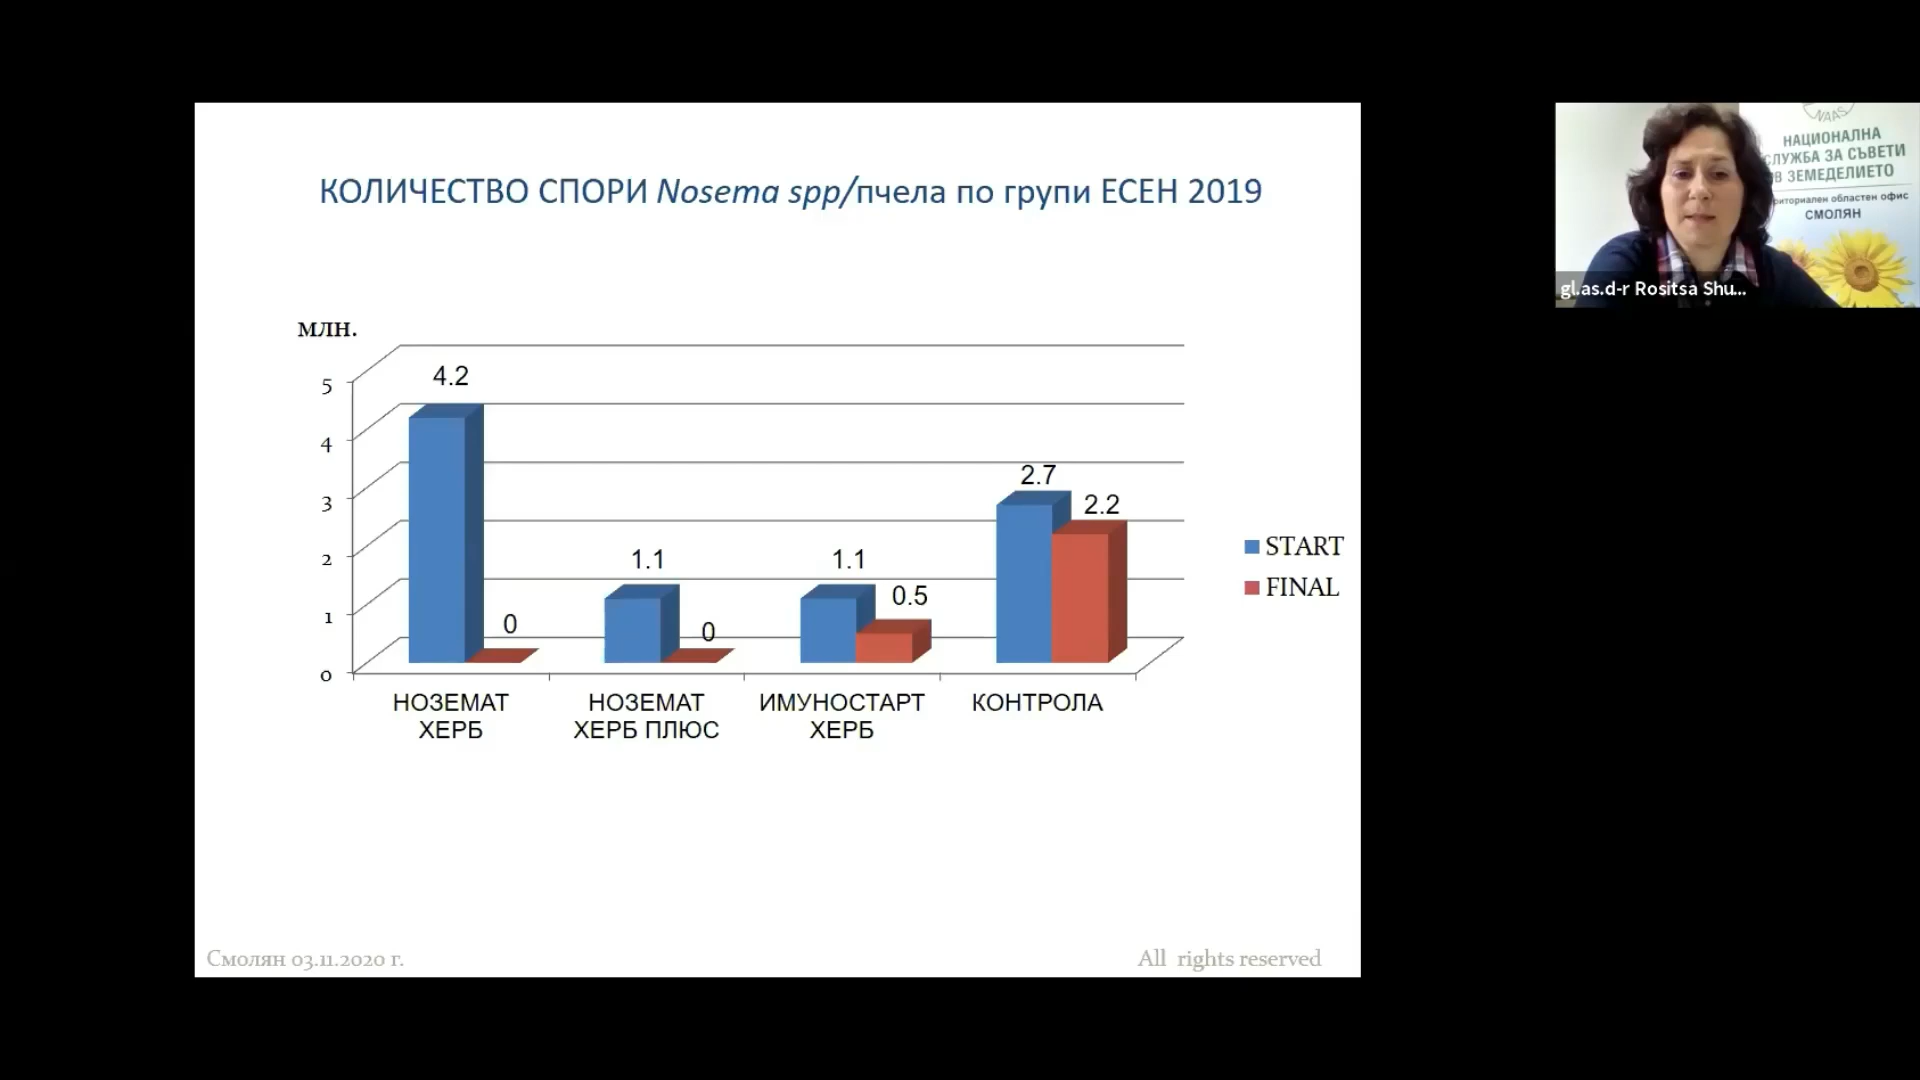 КОЛИЧЕСТВО СПОРИ Nosema spp/пчела по групи ЕСЕН 2019
млн.
5
4
3
2
1
0
4.2
0
1.1
0
1.1
0.5
2.7
2.2
НОЗЕМАТ
ХЕРБ
НОЗЕМАТ
ХЕРБ ПЛЮС
ИМУНОСТАРТ
ХЕРБ
КОНТРОЛА
START
FINAL
Смолян 03.11.2020 г.
All rights reserved
NAAS
НАЦИОНАЛНА
СЛУЖБА ЗА СЪВЕТИ
В ЗЕМЕДЕЛИЕТО
областен офис
СМОЛЯН
gl.as.d-r Rositsa Shu...